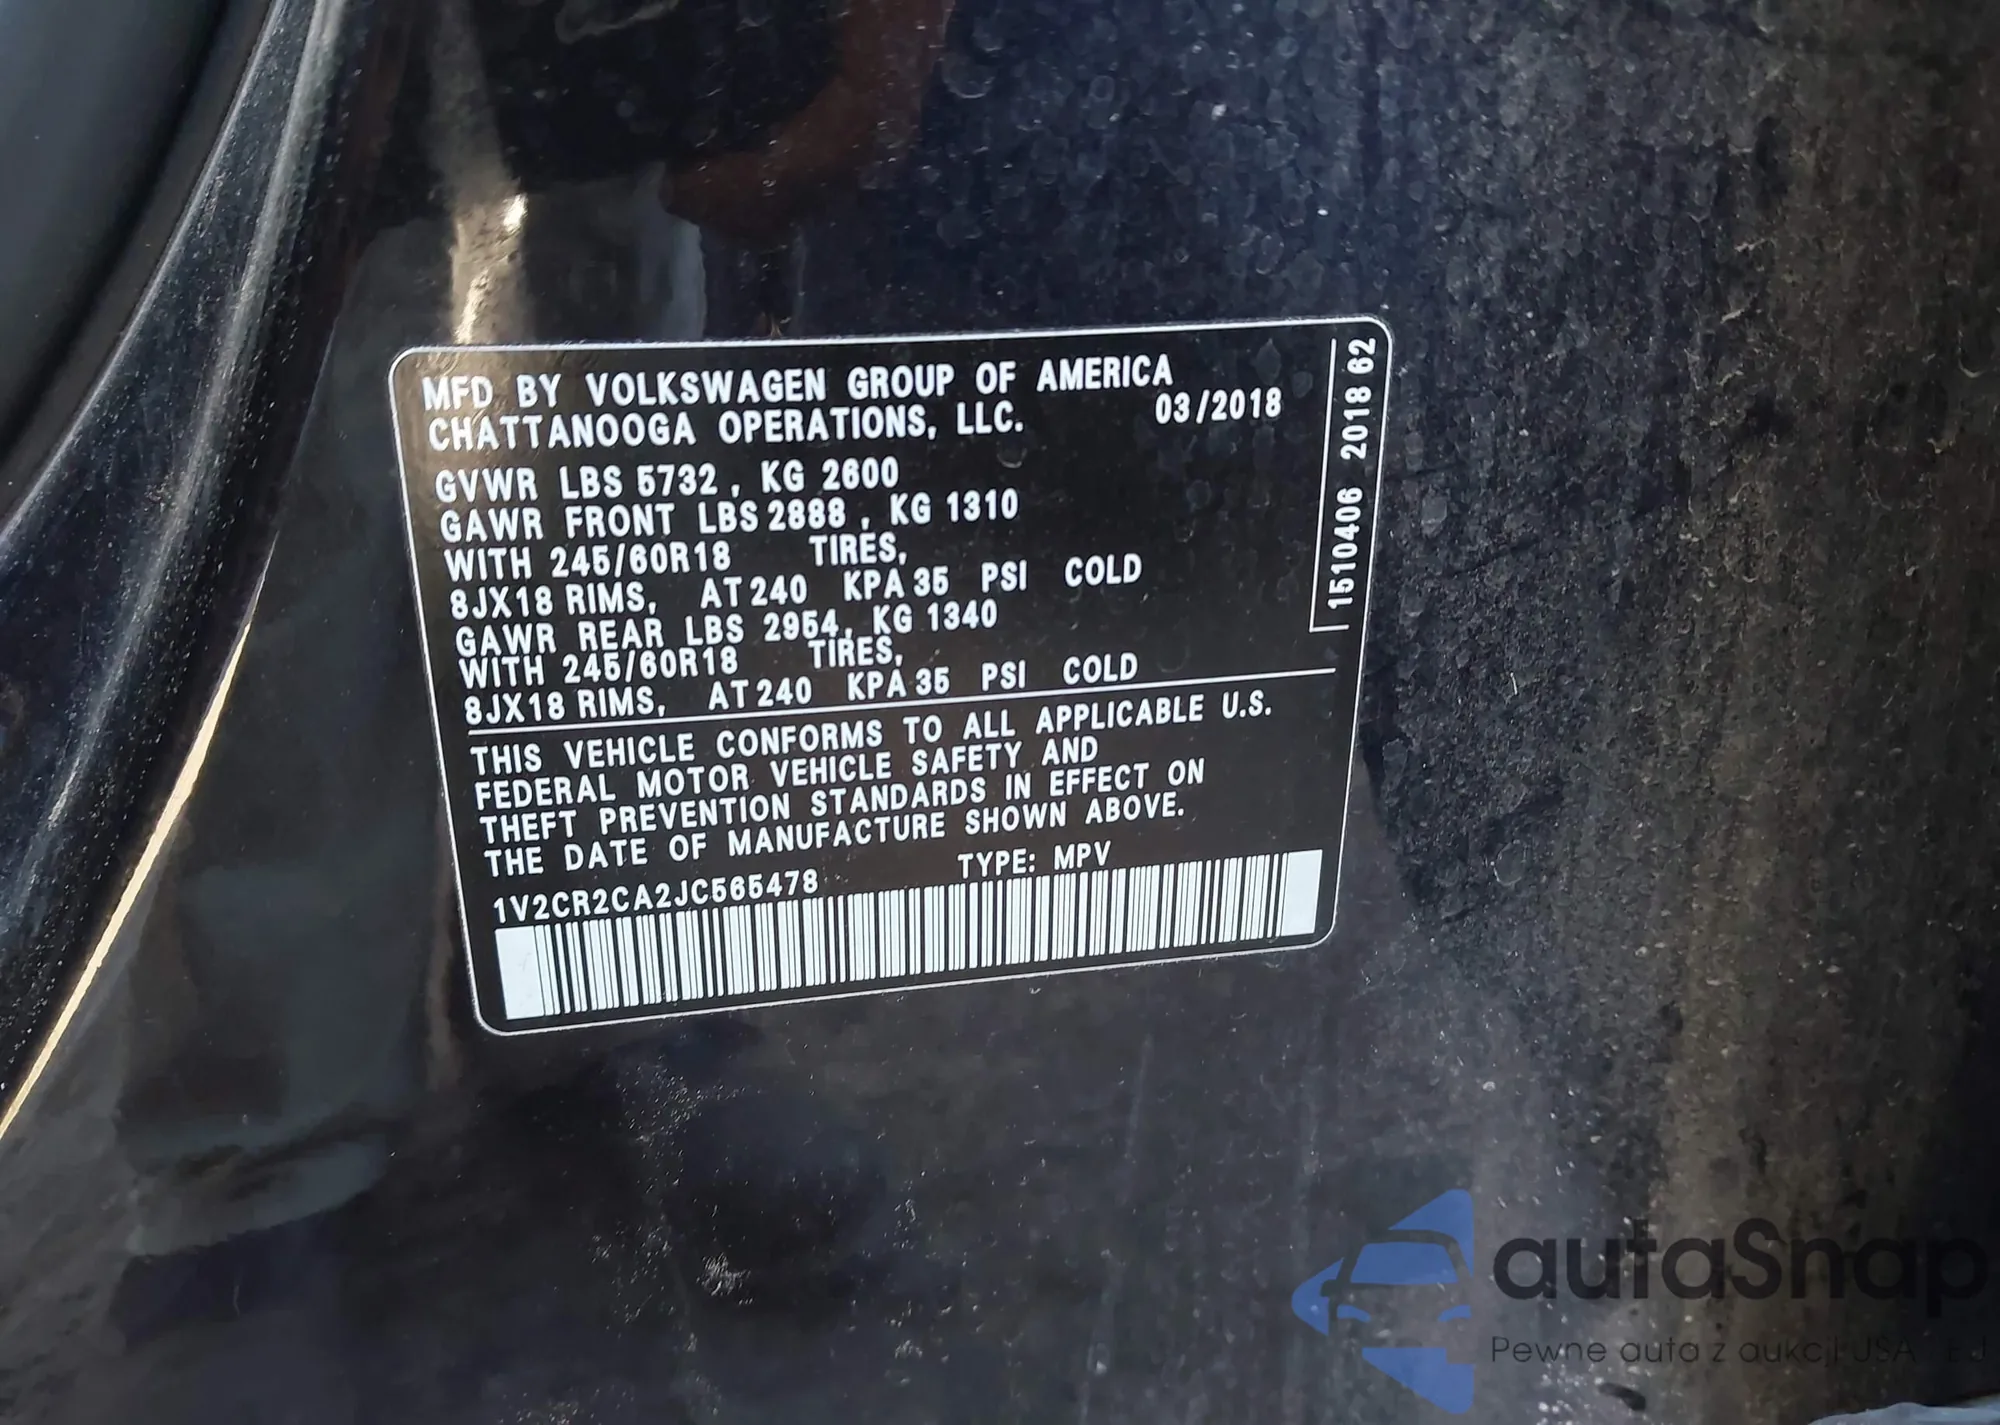 MFD BY VOLKSWAGEN GROUP OF AMERICA
CHATTANOOGA OPERATIONS, LLC. 03/2018
GVWR LBS 5732, KG 2600
GAWR FRONT LBS 2888, KG 1310
WITH 245/60R18 TIRES,
8JX18 RIMS, AT 240 KPA 35 PSI COLD
GAWR REAR LBS 2954, KG 1340
WITH 245/60R18 TIRES,
8JX18 RIMS, AT 240 KPA 35 PSI COLD
THIS VEHICLE CONFORMS TO ALL APPLICABLE U.S.
FEDERAL MOTOR VEHICLE SAFETY AND
THEFT PREVENTION STANDARDS IN EFFECT ON
THE DATE OF MANUFACTURE SHOWN ABOVE.
1V2CR2CA2JC565478 TYPE: MPV
1510406 2018 62
autaSnap
Pewne auta z aukcji USA i EU